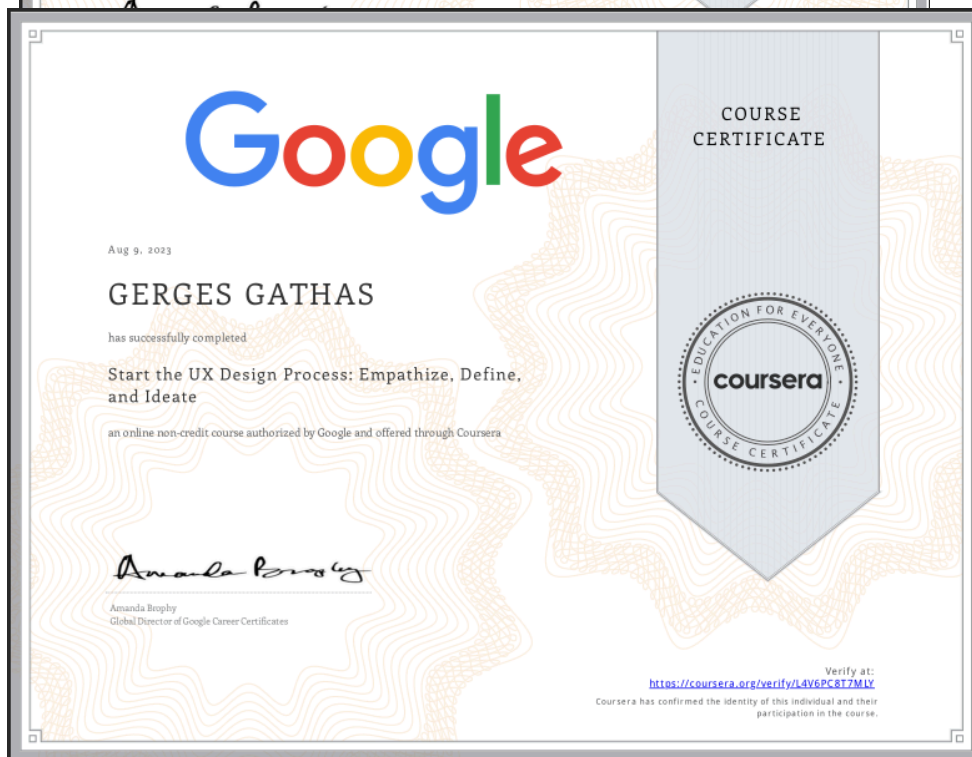 Google
COURSE
CERTIFICATE
Aug 9, 2023
GERGES GATHAS
has successfully completed
Start the UX Design Process: Empathize, Define,
and Ideate
an online non-credit course authorized by Google and offered through Coursera
EDUCATION FOR EVERYONE
coursera
COURSE CERTIFICATE
Amanda Brophy
Amanda Brophy
Global Director of Google Career Certificates
Verify at:
https://coursera.org/verify/L4V6PC8T7MLY
Coursera has confirmed the identity of this individual and their
participation in the course.